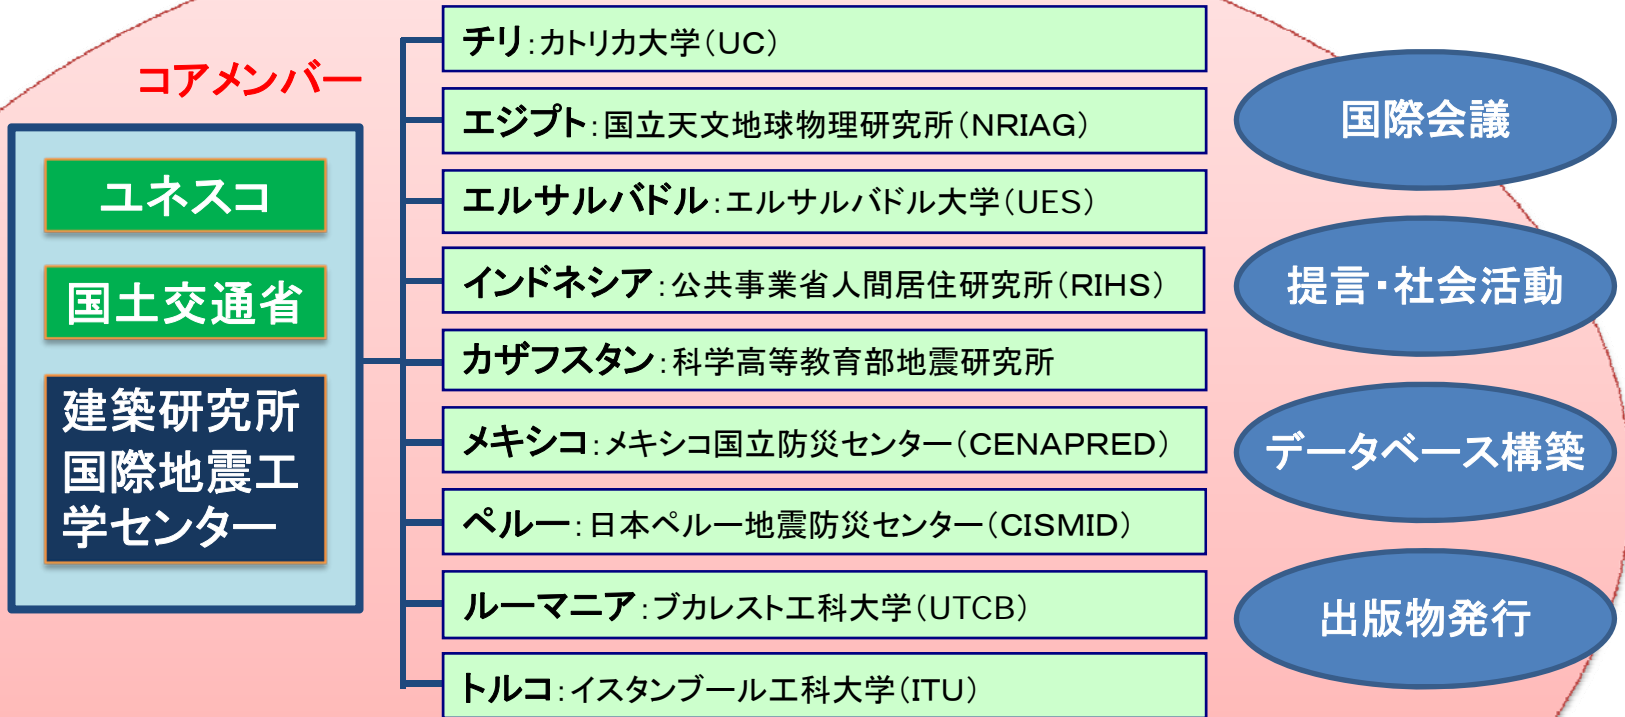 コアメンバー
ユネスコ
国土交通省
建築研究所
国際地震工
学センター
チリ:カトリカ大学(UC)
エジプト:国立天文地球物理研究所(NRIAG)
エルサルバドル:エルサルバドル大学(UES)
インドネシア:公共事業省人間居住研究所(RIHS)
カザフスタン:科学高等教育部地震研究所
メキシコ:メキシコ国立防災センター(CENAPRED)
ペルー:日本ペルー地震防災センター(CISMID)
ルーマニア:ブカレスト工科大学(UTCB)
トルコ:イスタンブール工科大学(ITU)
国際会議
提言・社会活動
データベース構築
出版物発行